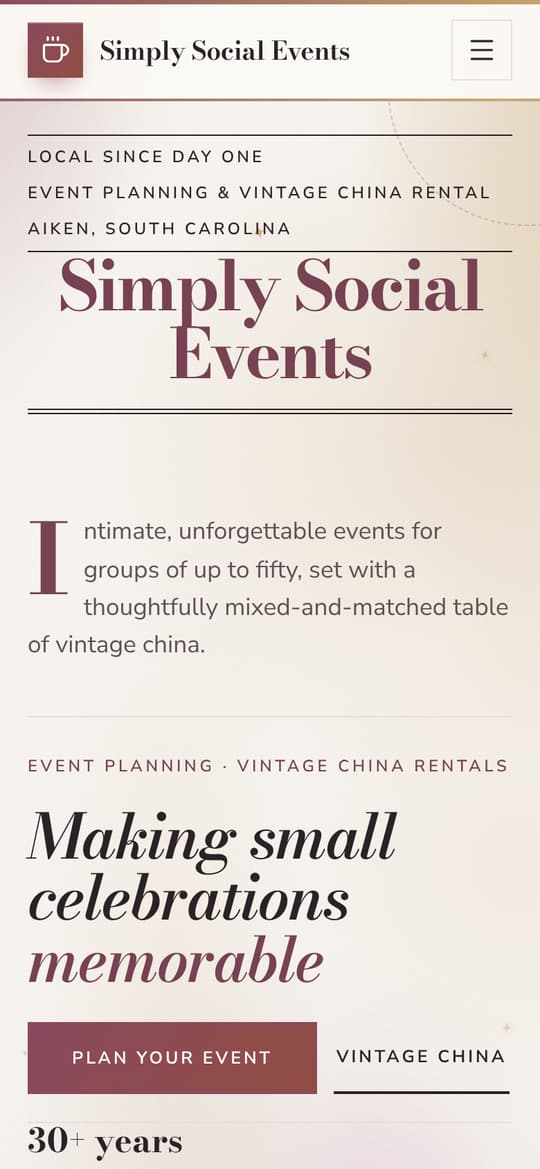 Simply Social Events
LOCAL SINCE DAY ONE
EVENT PLANNING & VINTAGE CHINA RENTAL
AIKEN, SOUTH CAROLINA
Simply Social
Events
Intimate, unforgettable events for
groups of up to fifty, set with a
thoughtfully mixed-and-matched table
of vintage china.
EVENT PLANNING · VINTAGE CHINA RENTALS
Making small
celebrations
memorable
PLAN YOUR EVENT
VINTAGE CHINA
30+ years